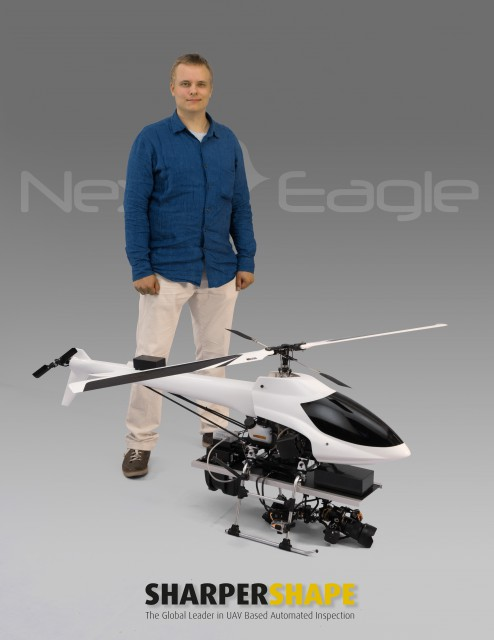 Eagle
SHARPERSHAPE
The Global Leader in UAV Based Automated Inspection